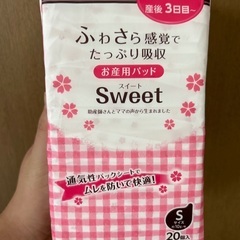 産後3日目~
ふわさら感覚で
たっぷり吸収
お産用パッド
スイート
Sweet
助産師さんとママの声から生まれました
通気性バックシートで
ムレを防いで快適!
S
サイズ
20個入